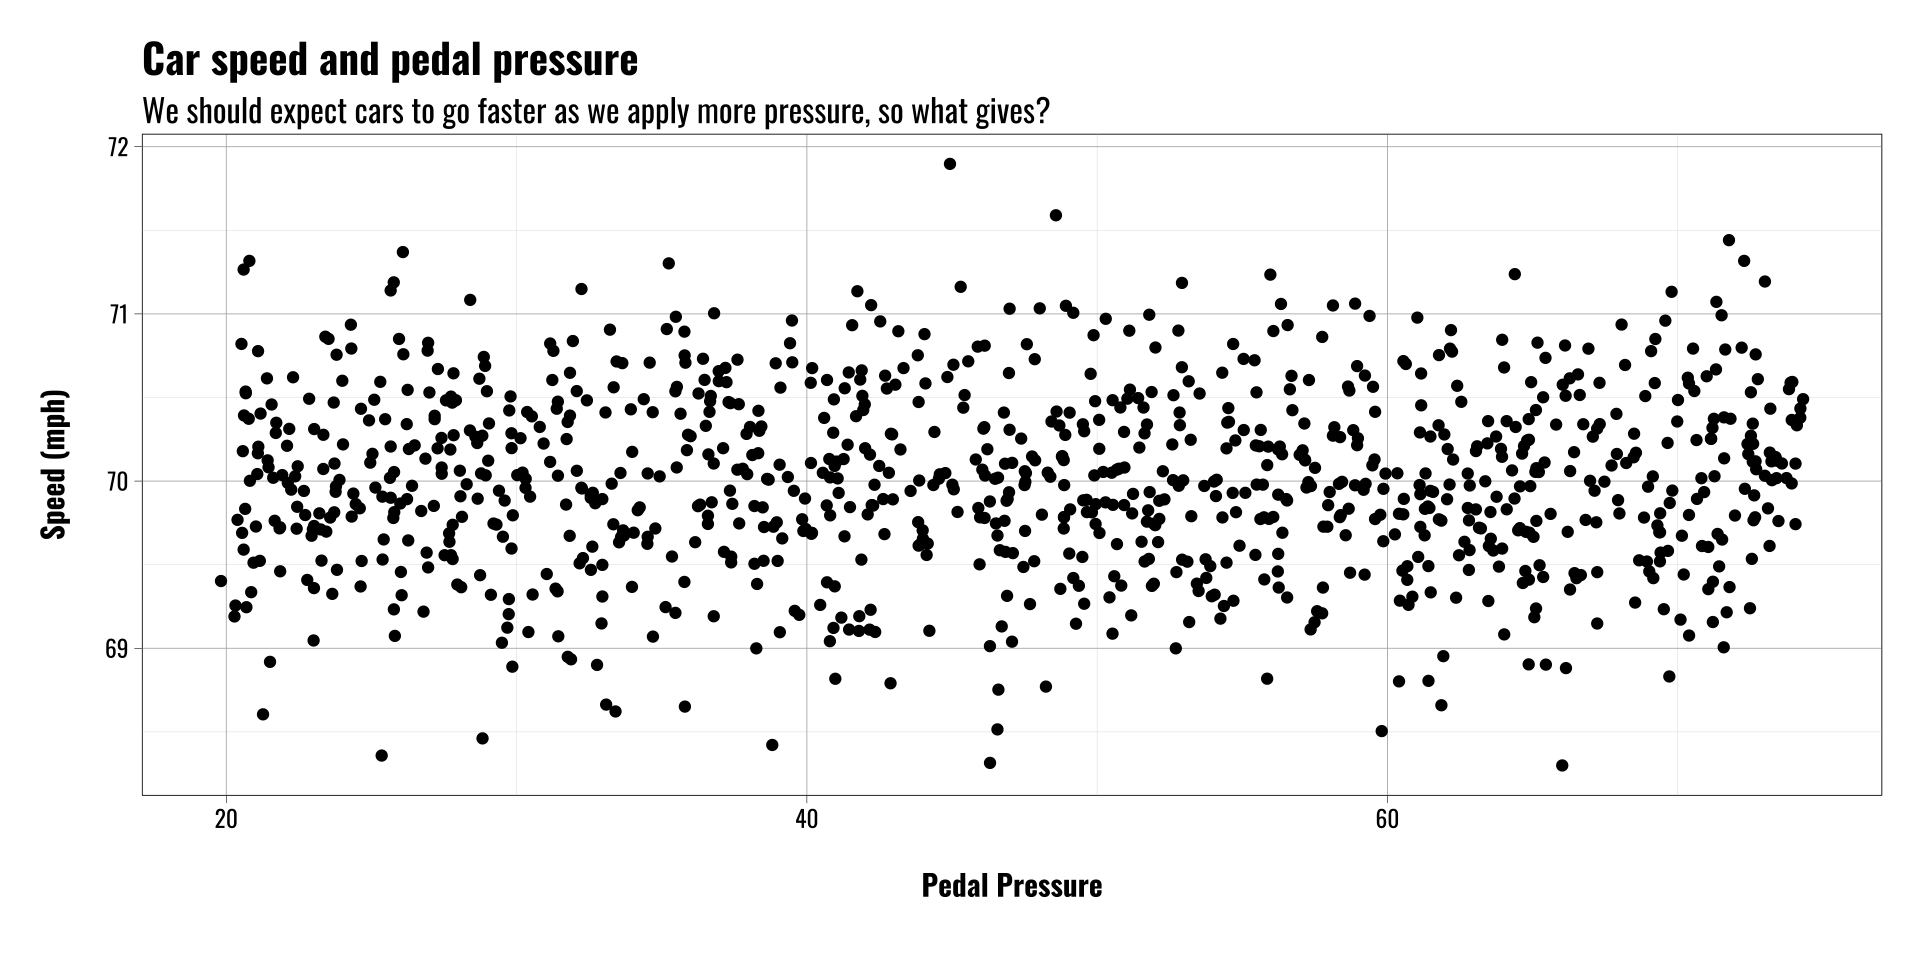 Car speed and pedal pressure
We should expect cars to go faster as we apply more pressure, so what gives?
72
71
70
69
Speed (mph)
20 40 60
Pedal Pressure